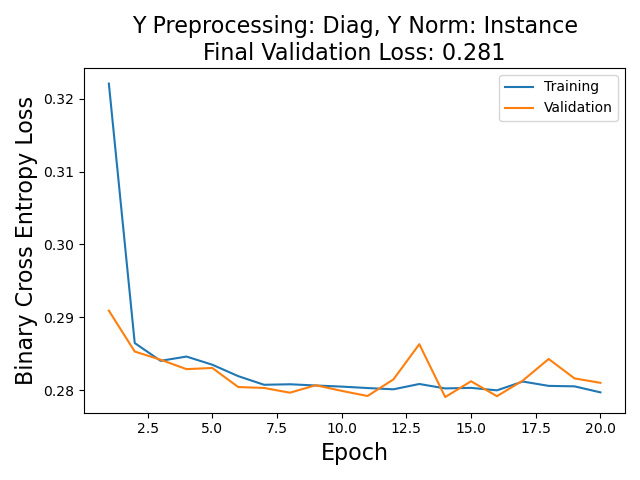 Y Preprocessing: Diag, Y Norm: Instance
Final Validation Loss: 0.281
Training
Validation
Binary Cross Entropy Loss
0.32
0.31
0.30
0.29
0.28
2.5 5.0 7.5 10.0 12.5 15.0 17.5 20.0
Epoch